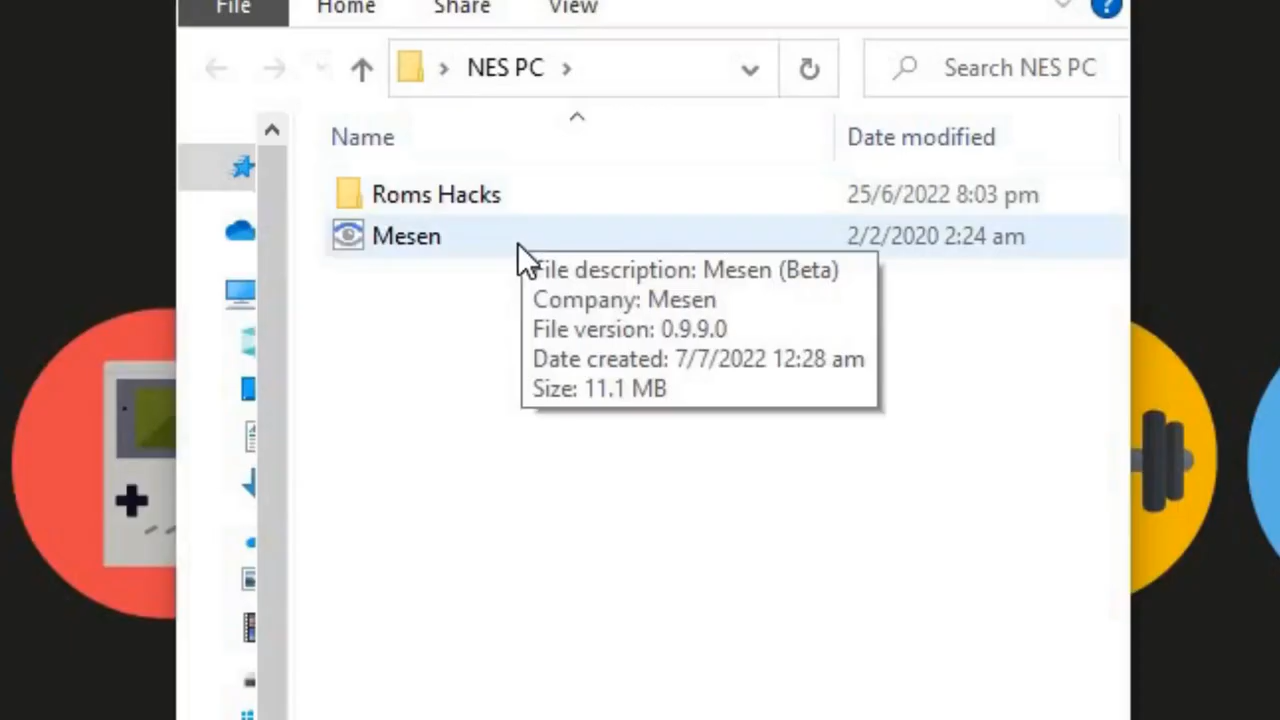 File Home Share View
NES PC Search NES PC
Name Date modified
Roms Hacks 25/6/2022 8:03 pm
Mesen 2/2/2020 2:24 am
File description: Mesen (Beta)
Company: Mesen
File version: 0.9.9.0
Date created: 7/7/2022 12:28 am
Size: 11.1 MB